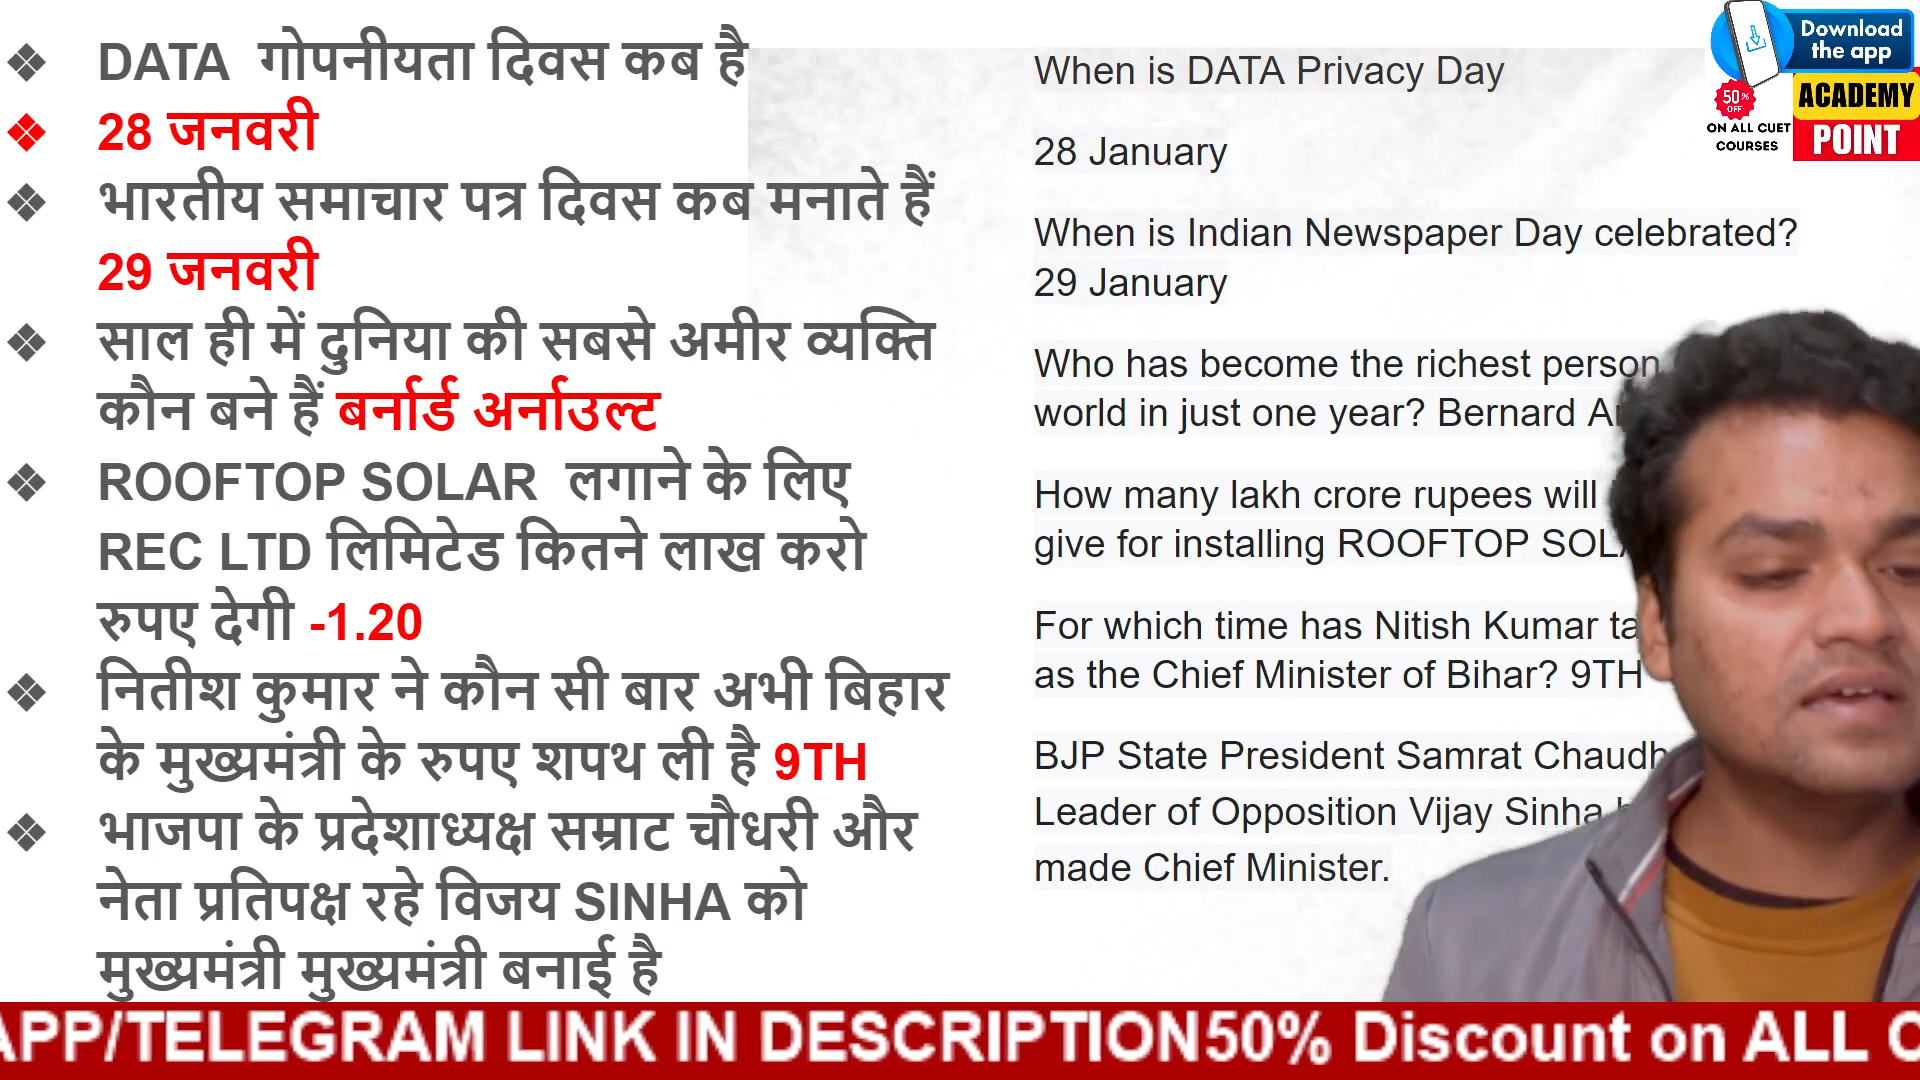 DATA गोपनीयता दिवस कब है
28 जनवरी
भारतीय समाचार पत्र दिवस कब मनाते हैं
29 जनवरी
साल ही में दुनिया की सबसे अमीर व्यक्ति
कौन बने हैं बर्नार्ड अर्नाउल्ट
ROOFTOP SOLAR लगाने के लिए
REC LTD लिमिटेड कितने लाख करो
रुपए देगी -1.20
नितीश कुमार ने कौन सी बार अभी बिहार
के मुख्यमंत्री के रुपए शपथ ली है 9TH
भाजपा के प्रदेशाध्यक्ष सम्राट चौधरी और
नेता प्रतिपक्ष रहे विजय SINHA को
मुख्यमंत्री मुख्यमंत्री बनाई है
When is DATA Privacy Day
28 January
When is Indian Newspaper Day celebrated?
29 January
Who has become the richest person
world in just one year? Bernard
How many lakh crore rupees will
give for installing ROOFTOP
For which time has Nitish Kumar
as the Chief Minister of Bihar? 9TH
BJP State President Samrat
Leader of Opposition Vijay Sinha
made Chief Minister.
Download
the app
50%
OFF
ON ALL CUET
COURSES
ACADEMY
POINT
APP/TELEGRAM LINK IN DESCRIPTION50% Discount on ALL